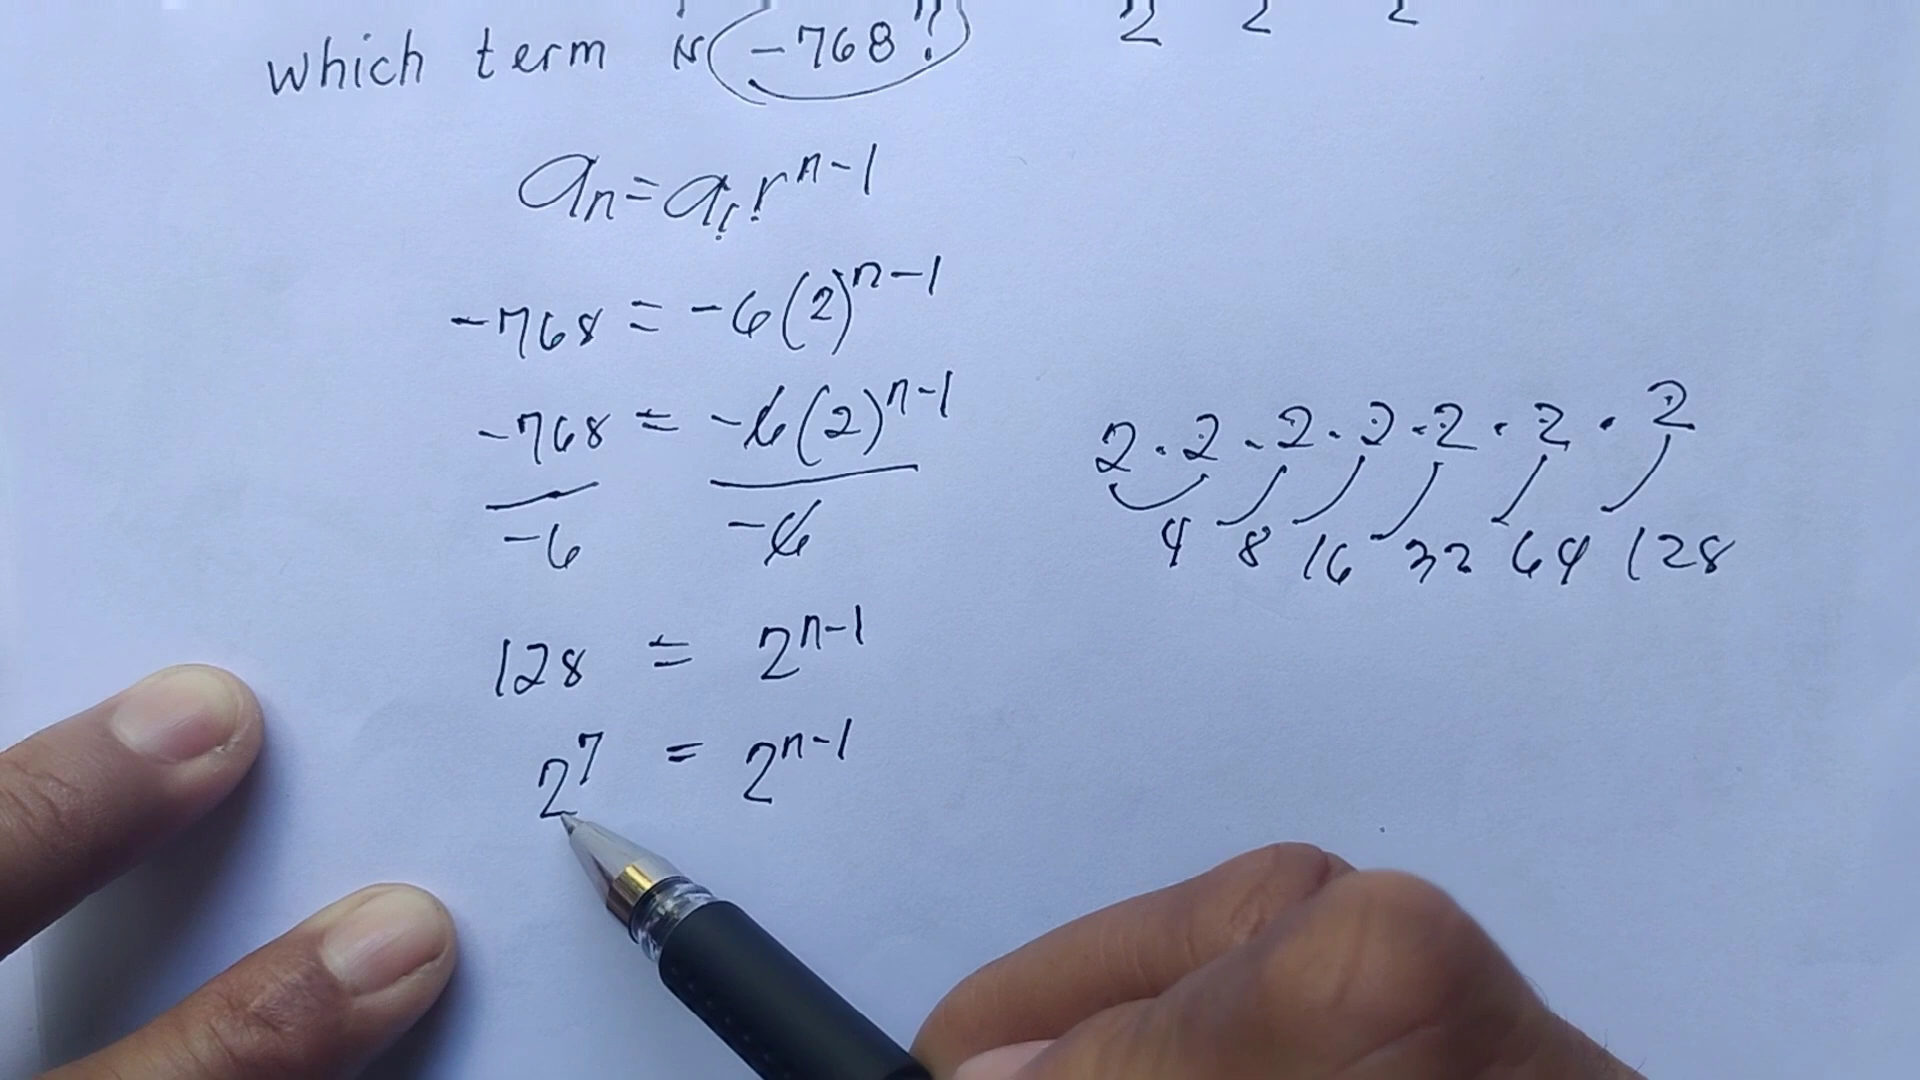 which term is -768?
2 2 2
aₙ = a₁rⁿ⁻¹
-768 = -6(2)ⁿ⁻¹
-768 = -6(2)ⁿ⁻¹
-6 -6
2 · 2 · 2 · 2 · 2 · 2 · 2
4 8 16 32 64 128
128 = 2ⁿ⁻¹
2⁷ = 2ⁿ⁻¹